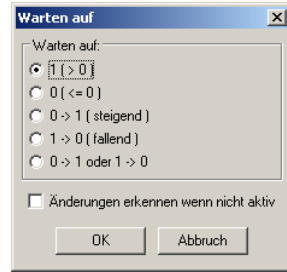 Warten auf
Warten auf:
1 ( > 0 )
0 ( <= 0 )
0 -> 1 ( steigend )
1 -> 0 ( fallend )
0 -> 1 oder 1 -> 0
Änderungen erkennen wenn nicht aktiv
OK Abbruch